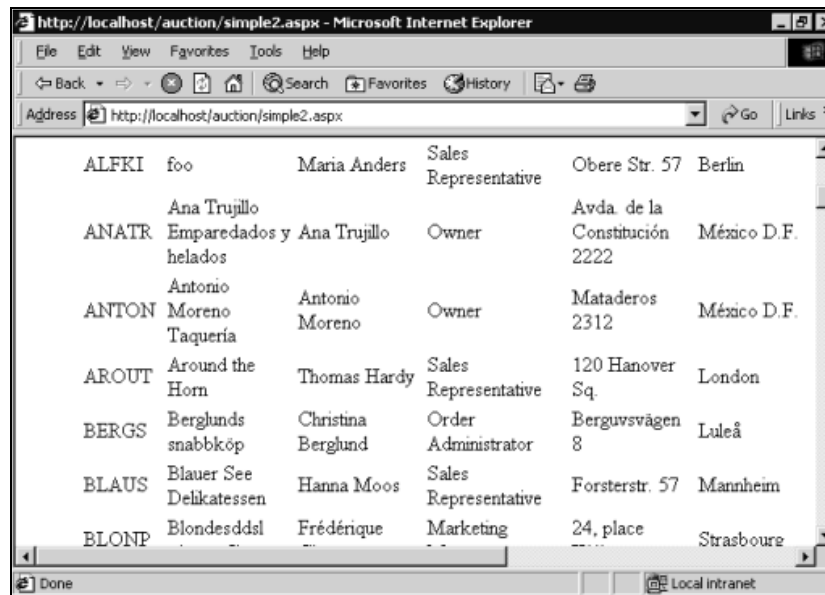 http://localhost/auction/simple2.aspx - Microsoft Internet Explorer
File Edit View Favorites Tools Help
Back Search Favorites History
Address http://localhost/auction/simple2.aspx Go Links
ALFKI foo Maria Anders Sales Representative Obere Str. 57 Berlin
ANATR Ana Trujillo Emparedados y helados Ana Trujillo Owner Avda. de la Constitución 2222 México D.F.
ANTON Antonio Moreno Taquería Antonio Moreno Owner Mataderos 2312 México D.F.
AROUT Around the Horn Thomas Hardy Sales Representative 120 Hanover Sq. London
BERGS Berglunds snabbköp Christina Berglund Order Administrator Berguvsvägen 8 Luleå
BLAUS Blauer See Delikatessen Hanna Moos Sales Representative Forsterstr. 57 Mannheim
BLONP Blondesddsl Frédérique Marketing 24, place Strasbourg
Done Local intranet